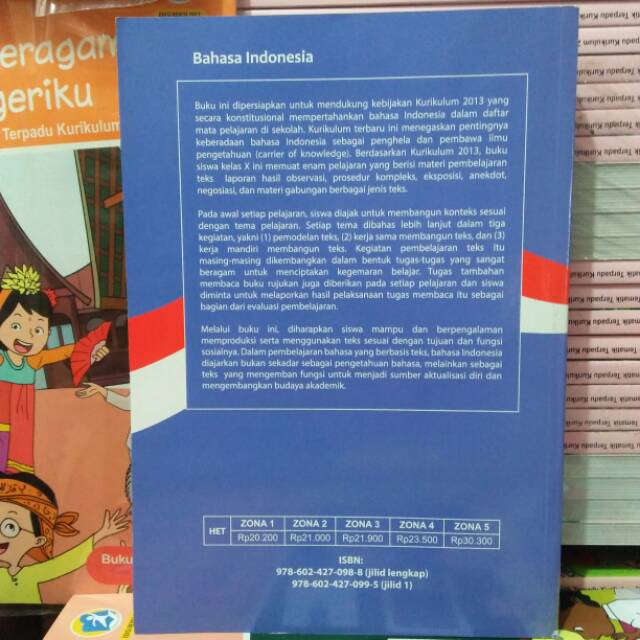 Bahasa Indonesia
Buku ini dipersiapkan untuk mendukung kebijakan Kurikulum 2013 yang
secara konstitusional mempertahankan bahasa Indonesia dalam daftar
mata pelajaran di sekolah. Kurikulum terbaru ini menegaskan pentingnya
keberadaan bahasa Indonesia sebagai penghela dan pembawa ilmu
pengetahuan (carrier of knowledge). Berdasarkan Kurikulum 2013, buku
siswa kelas X ini memuat enam pelajaran yang berisi materi pembelajaran
teks laporan hasil observasi, prosedur kompleks, eksposisi, anekdot,
negosiasi, dan materi gabungan berbagai jenis teks.
Pada awal setiap pelajaran, siswa diajak untuk membangun konteks sesuai
dengan tema pelajaran. Setiap tema dibahas lebih lanjut dalam tiga
kegiatan, yakni (1) pemodelan teks, (2) kerja sama membangun teks, dan (3)
kerja mandiri membangun teks. Kegiatan pembelajaran teks itu
masing-masing dikembangkan dalam bentuk tugas-tugas yang sangat
beragam untuk menciptakan kegemaran belajar. Tugas tambahan
membaca buku rujukan juga diberikan pada setiap pelajaran dan siswa
diminta untuk melaporkan hasil pelaksanaan tugas membaca itu sebagai
bagian dari evaluasi pembelajaran.
Melalui buku ini, diharapkan siswa mampu dan berpengalaman
memproduksi serta menggunakan teks sesuai dengan tujuan dan fungsi
sosialnya. Dalam pembelajaran bahasa yang berbasis teks, bahasa Indonesia
diajarkan bukan sekadar sebagai pengetahuan bahasa, melainkan sebagai
teks yang mengemban fungsi untuk menjadi sumber aktualisasi diri dan
mengembangkan budaya akademik.
HET ZONA 1 ZONA 2 ZONA 3 ZONA 4 ZONA 5
Rp20.200 Rp21.000 Rp21.900 Rp23.500 Rp30.300
ISBN:
978-602-427-098-8 (jilid lengkap)
978-602-427-099-5 (jilid 1)
eragam
geriku
Terpadu Kurikulum
Buku
Tematik Terpadu Kuriku